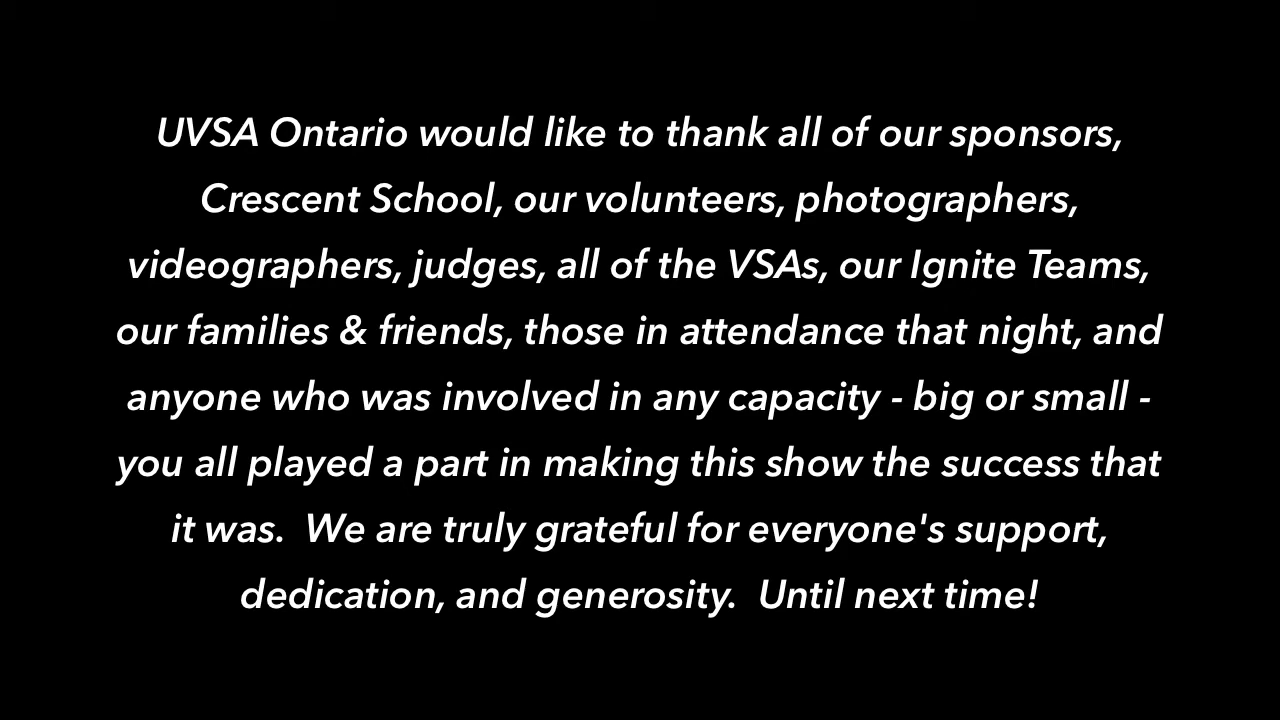 UVSA Ontario would like to thank all of our sponsors,
Crescent School, our volunteers, photographers,
videographers, judges, all of the VSAs, our Ignite Teams,
our families & friends, those in attendance that night, and
anyone who was involved in any capacity - big or small -
you all played a part in making this show the success that
it was.  We are truly grateful for everyone's support,
dedication, and generosity.  Until next time!